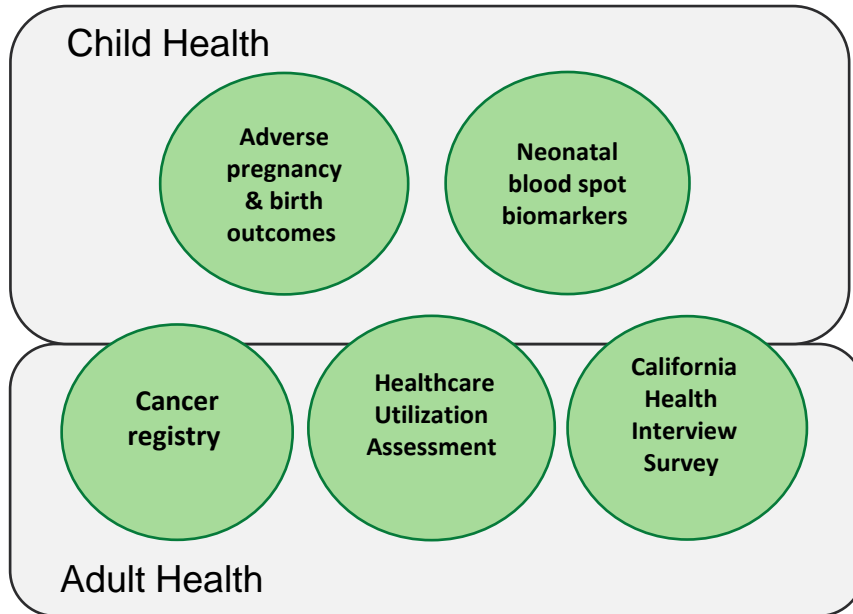 Child Health
Adverse
pregnancy
& birth
outcomes
Neonatal
blood spot
biomarkers
Cancer
registry
Healthcare
Utilization
Assessment
California
Health
Interview
Survey
Adult Health